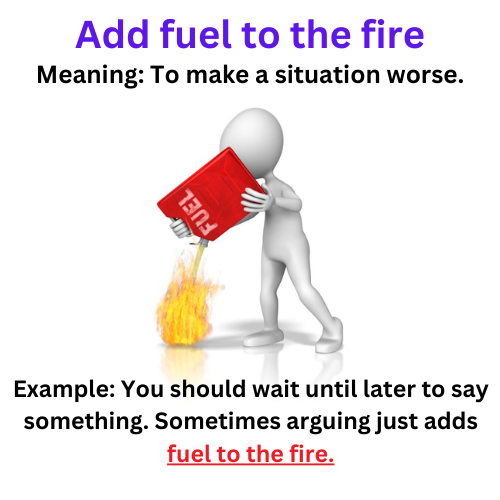 Add fuel to the fire
Meaning: To make a situation worse.
FUEL
Example: You should wait until later to say
something. Sometimes arguing just adds
fuel to the fire.